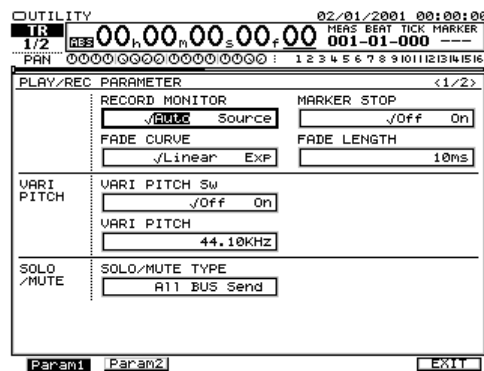 UTILITY 02/01/2001 00:00:00
TR 1/2 ABS 00h00m00s00f00 MEAS BEAT TICK MARKER
001-01-000 ---
PAN 1 2 3 4 5 6 7 8 9 10 11 12 13 14 15 16
PLAY/REC PARAMETER <1/2>
RECORD MONITOR MARKER STOP
√Auto Source √Off On
FADE CURVE FADE LENGTH
√Linear Exp 10ms
VARI PITCH VARI PITCH Sw
√Off On
VARI PITCH
44.10KHz
SOLO /MUTE SOLO/MUTE TYPE
All BUS Send
Param1 Param2 EXIT